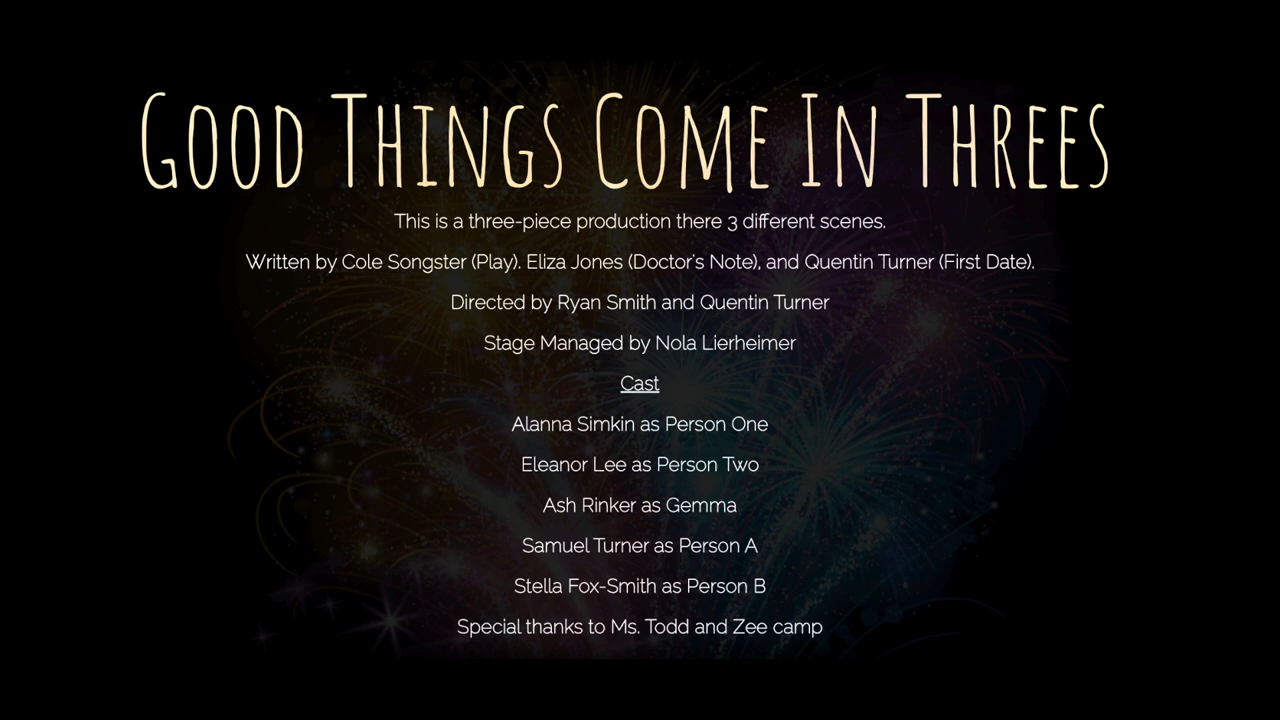 Good Things Come In Threes
This is a three-piece production there 3 different scenes.
Written by Cole Songster (Play). Eliza Jones (Doctor's Note), and Quentin Turner (First Date).
Directed by Ryan Smith and Quentin Turner
Stage Managed by Nola Lierheimer
Cast
Alanna Simkin as Person One
Eleanor Lee as Person Two
Ash Rinker as Gemma
Samuel Turner as Person A
Stella Fox-Smith as Person B
Special thanks to Ms. Todd and Zee camp